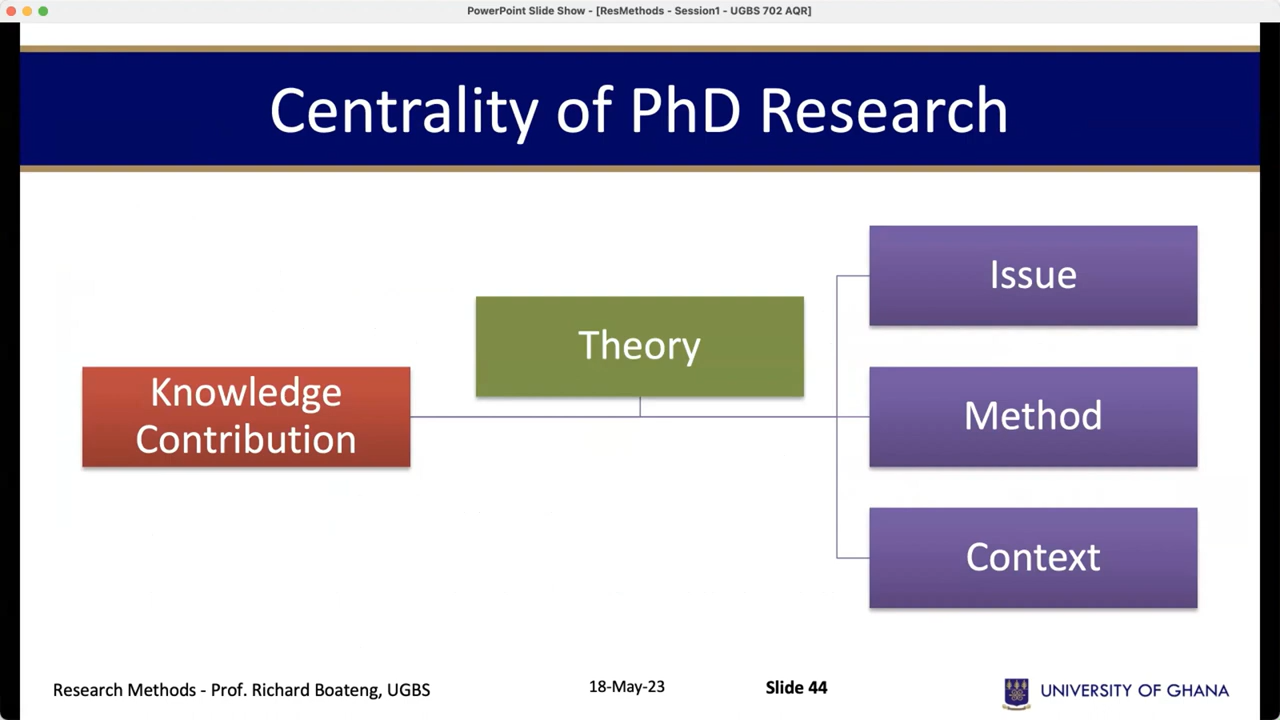 PowerPoint Slide Show - [ResMethods - Session1 - UGBS 702 AQR]
Centrality of PhD Research
Issue
Theory
Knowledge
Contribution
Method
Context
Research Methods - Prof. Richard Boateng, UGBS
18-May-23
Slide 44
UNIVERSITY OF GHANA